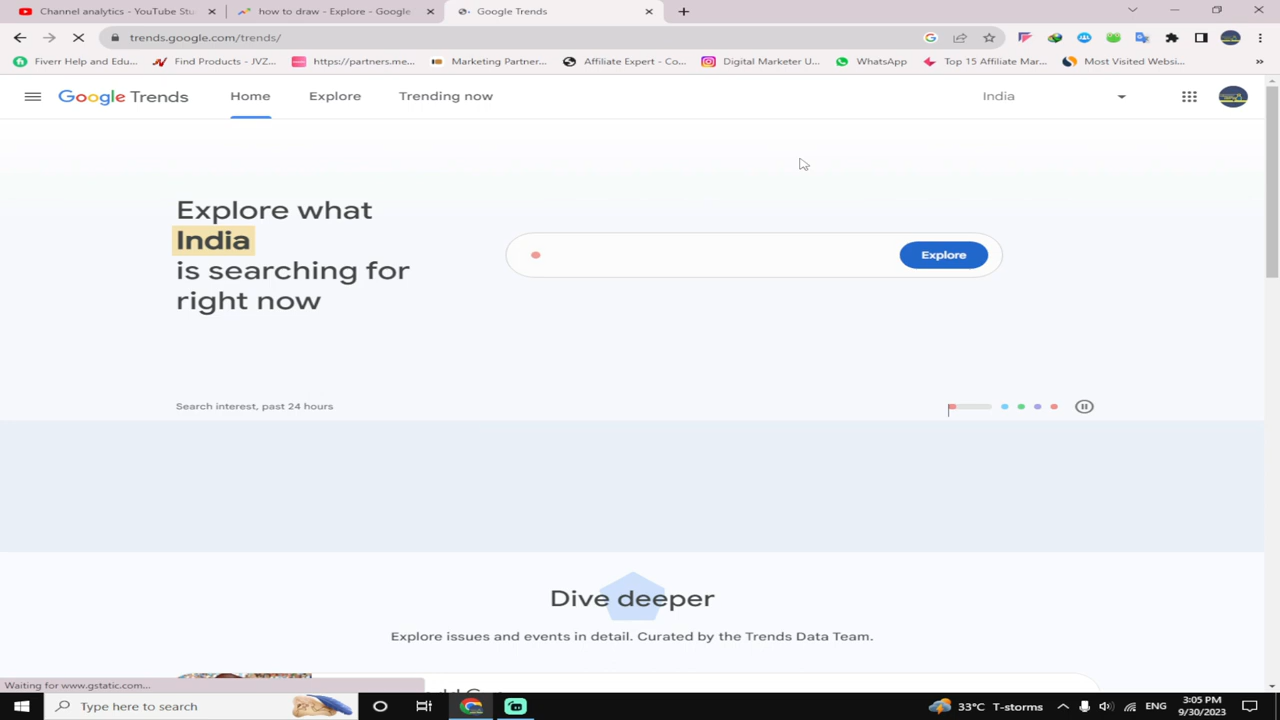 Channel analytics - YouTube Stu
how to draw - Explore - Google
Google Trends
trends.google.com/trends/
Fiverr Help and Edu...
Find Products - JVZ...
https://partners.me...
Marketing Partner...
Affiliate Expert - Co...
Digital Marketer U...
WhatsApp
Top 15 Affiliate Mar...
Most Visited Websi...
Google Trends
Home
Explore
Trending now
India
Explore what
India
is searching for
right now
Explore
Search interest, past 24 hours
Dive deeper
Explore issues and events in detail. Curated by the Trends Data Team.
Waiting for www.gstatic.com...
Type here to search
33°C T-storms
ENG
3:05 PM
9/30/2023